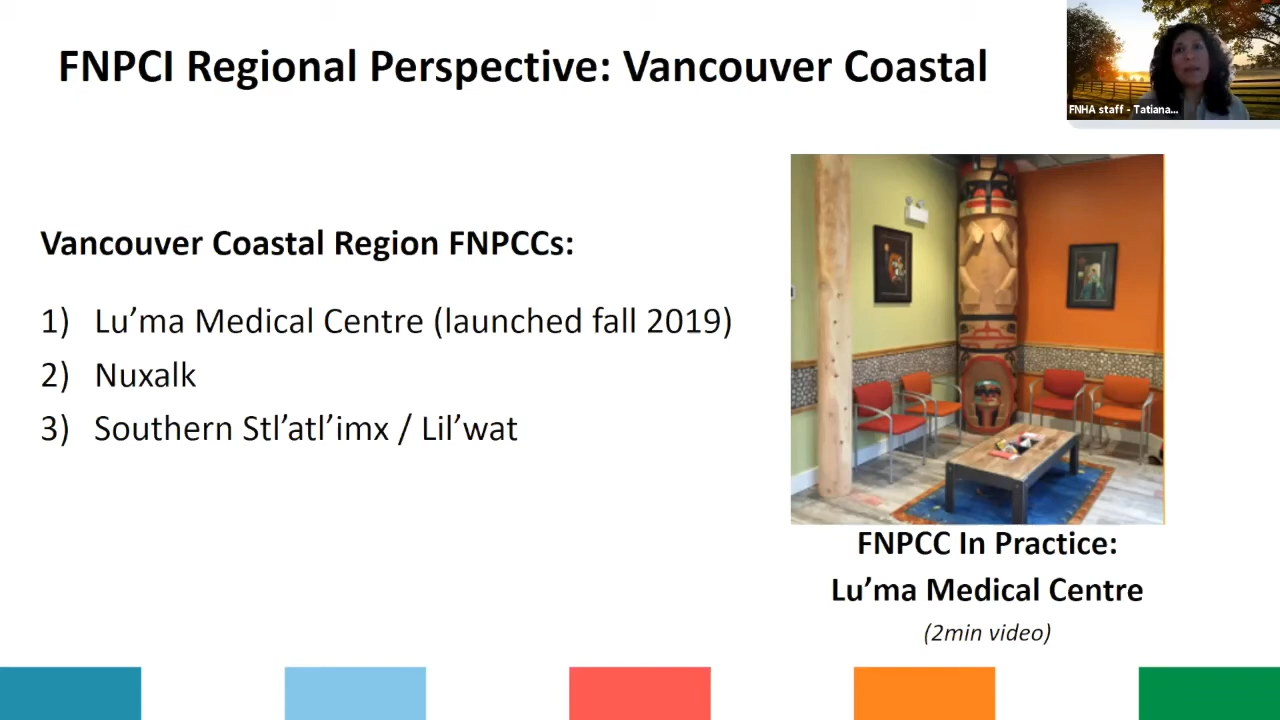 FNPCI Regional Perspective: Vancouver Coastal
FNHA staff - Tatiana...
Vancouver Coastal Region FNPCCs:
1) Lu’ma Medical Centre (launched fall 2019)
2) Nuxalk
3) Southern Stl’atl’imx / Lil’wat
FNPCC In Practice:
Lu’ma Medical Centre
(2min video)